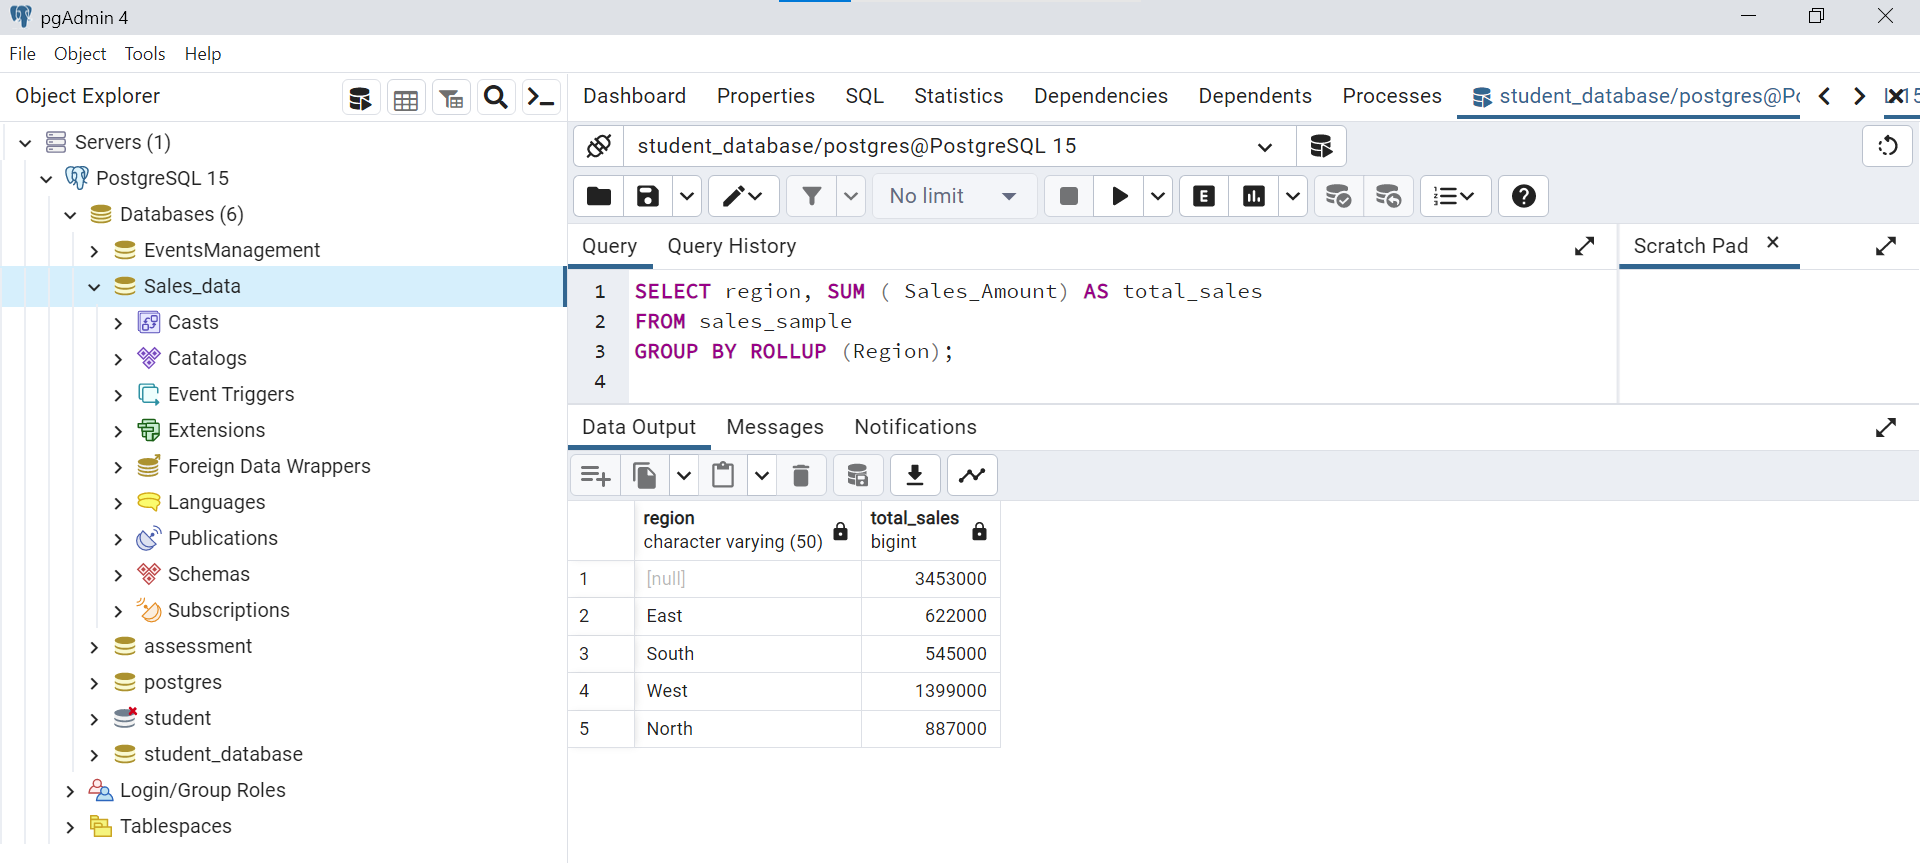 pgAdmin 4
File Object Tools Help
Object Explorer
Servers (1)
PostgreSQL 15
Databases (6)
EventsManagement
Sales_data
Casts
Catalogs
Event Triggers
Extensions
Foreign Data Wrappers
Languages
Publications
Schemas
Subscriptions
assessment
postgres
student
student_database
Login/Group Roles
Tablespaces
Dashboard Properties SQL Statistics Dependencies Dependents Processes student_database/postgres@Po 15
student_database/postgres@PostgreSQL 15
No limit E
Query Query History
Scratch Pad
1 SELECT region, SUM ( Sales_Amount) AS total_sales
2 FROM sales_sample
3 GROUP BY ROLLUP (Region);
4
Data Output Messages Notifications
region total_sales
character varying (50) bigint
1 [null] 3453000
2 East 622000
3 South 545000
4 West 1399000
5 North 887000